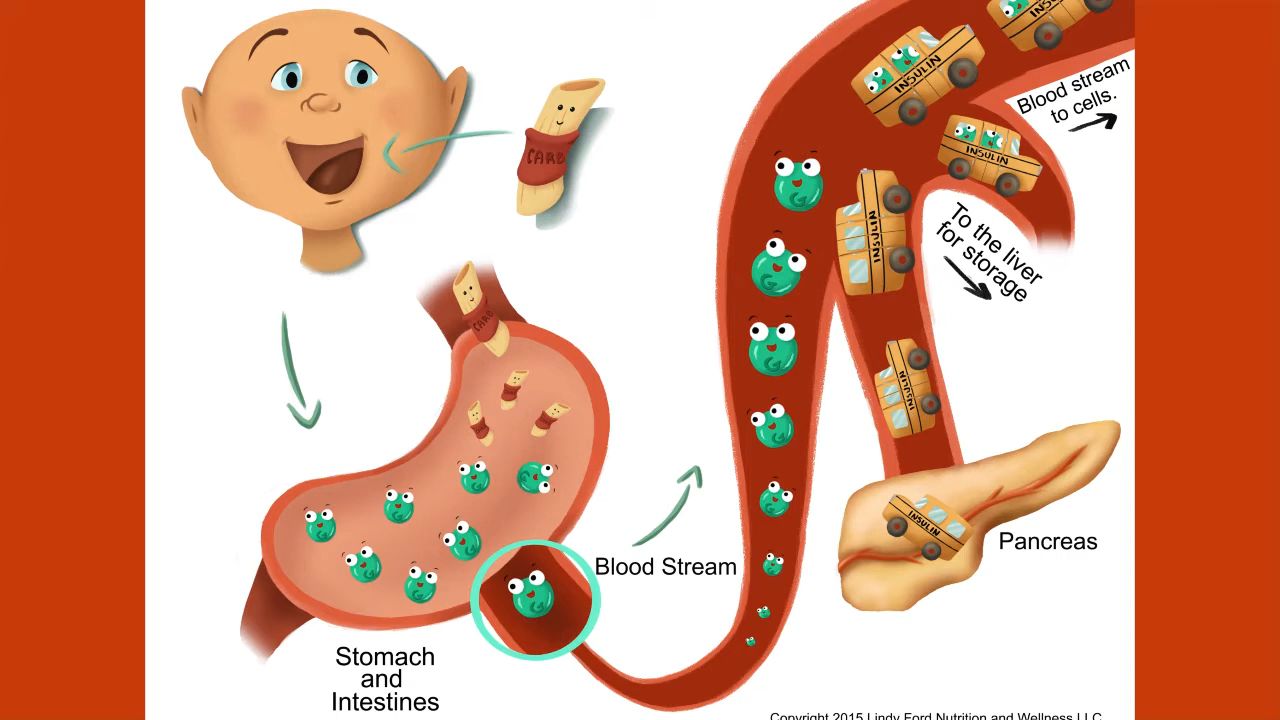 CARB
CARB
Blood stream
to cells.
INSULIN
INSULIN
INSULIN
To the liver
for storage
INSULIN
INSULIN
INSULIN
Pancreas
Blood Stream
Stomach
and
Intestines
Copyright 2015 Lindy Ford Nutrition and Wellness LLC